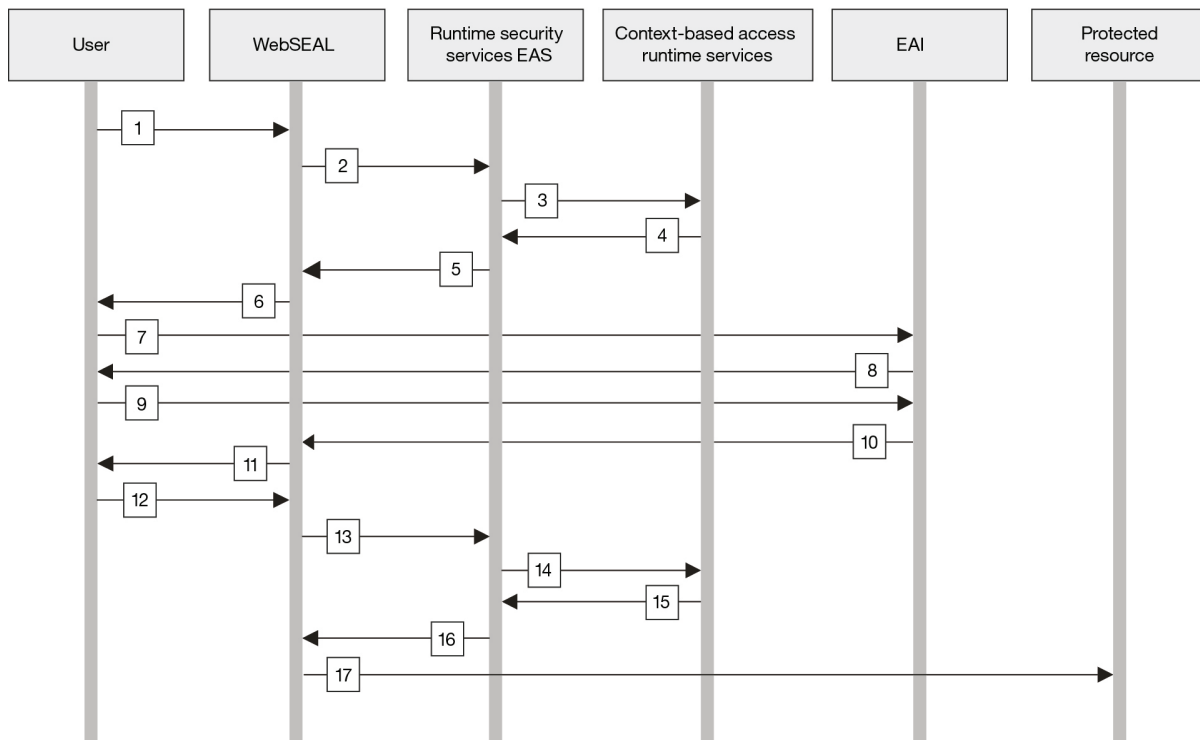 User
WebSEAL
Runtime security
services EAS
Context-based access
runtime services
EAI
Protected
resource
1
2
3
4
5
6
7
8
9
10
11
12
13
14
15
16
17